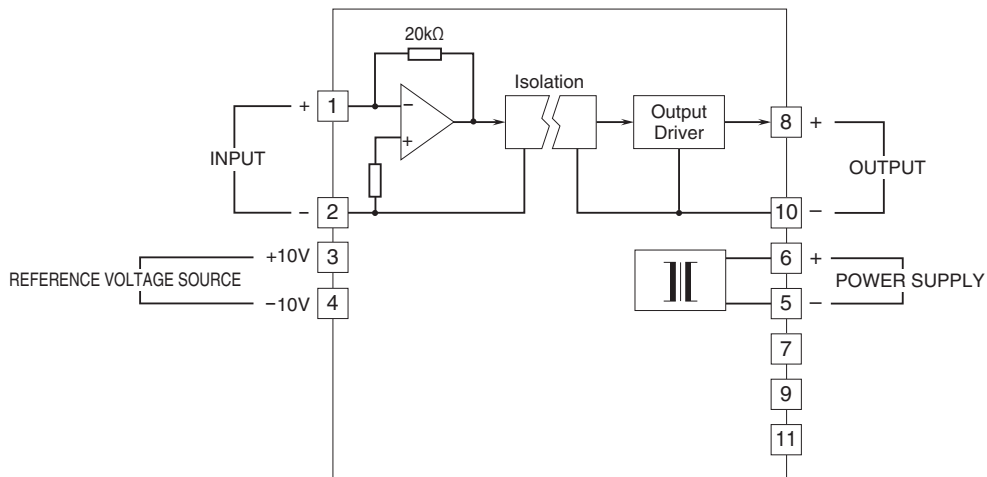 20kΩ
Isolation
+ 1
−
+
Output
Driver
8 +
INPUT
OUTPUT
− 2
10 −
+10V 3
6 +
REFERENCE VOLTAGE SOURCE
POWER SUPPLY
−10V 4
5 −
7
9
11